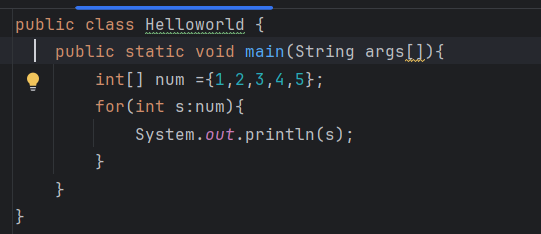 public class Helloworld {
public static void main(String args[]){
int[] num ={1,2,3,4,5};
for(int s:num){
System.out.println(s);
}
}
}